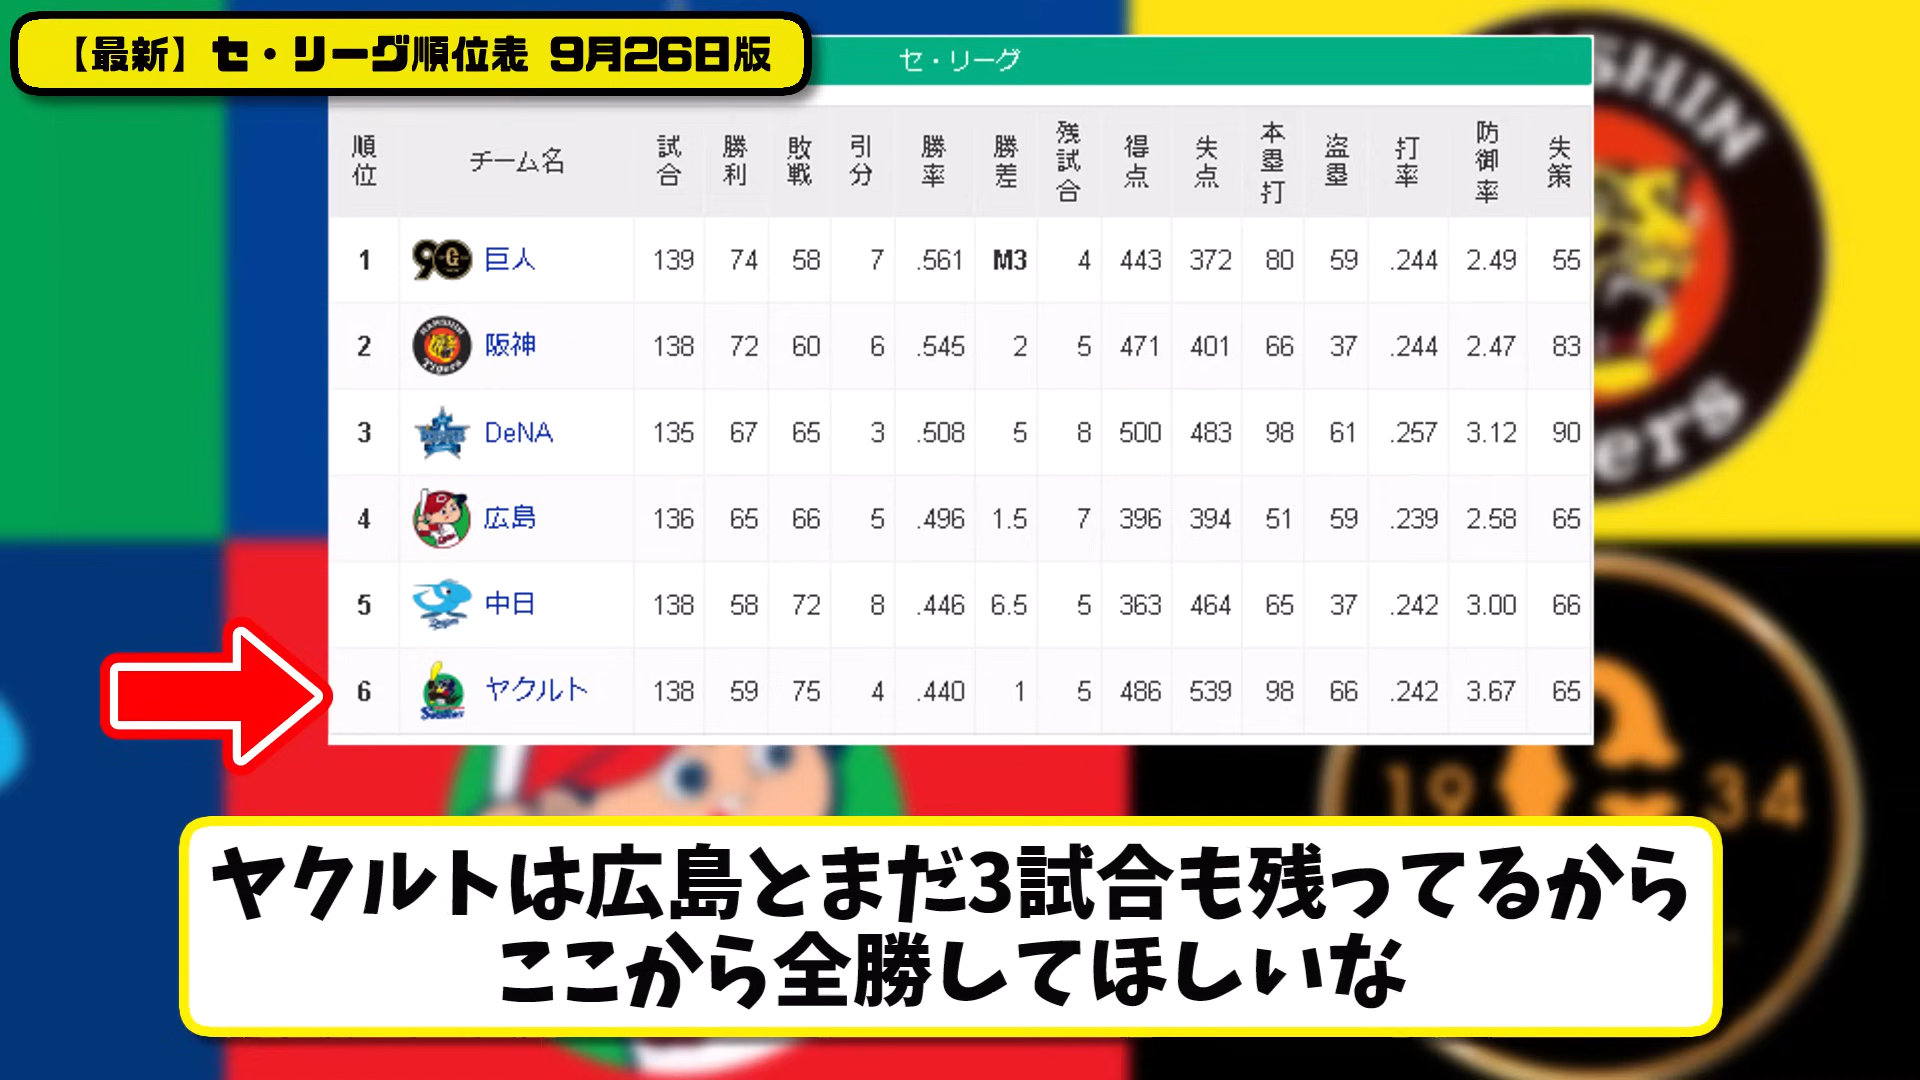 【最新】セ・リーグ順位表 9月26日版
セ・リーグ
順位 チーム名 試合 勝利 敗戦 引分 勝率 勝差 残試合 得点 失点 本塁打 盗塁 打率 防御率 失策
1 巨人 139 74 58 7 .561 M3 4 443 372 80 59 .244 2.49 55
2 阪神 138 72 60 6 .545 2 5 471 401 66 37 .244 2.47 83
3 DeNA 135 67 65 3 .508 5 8 500 483 98 61 .257 3.12 90
4 広島 136 65 66 5 .496 1.5 7 396 394 51 59 .239 2.58 65
5 中日 138 58 72 8 .446 6.5 5 363 464 65 37 .242 3.00 66
6 ヤクルト 138 59 75 4 .440 1 5 486 539 98 66 .242 3.67 65
HANSHIN
Tigers
1934
ヤクルトは広島とまだ3試合も残ってるから
ここから全勝してほしいな